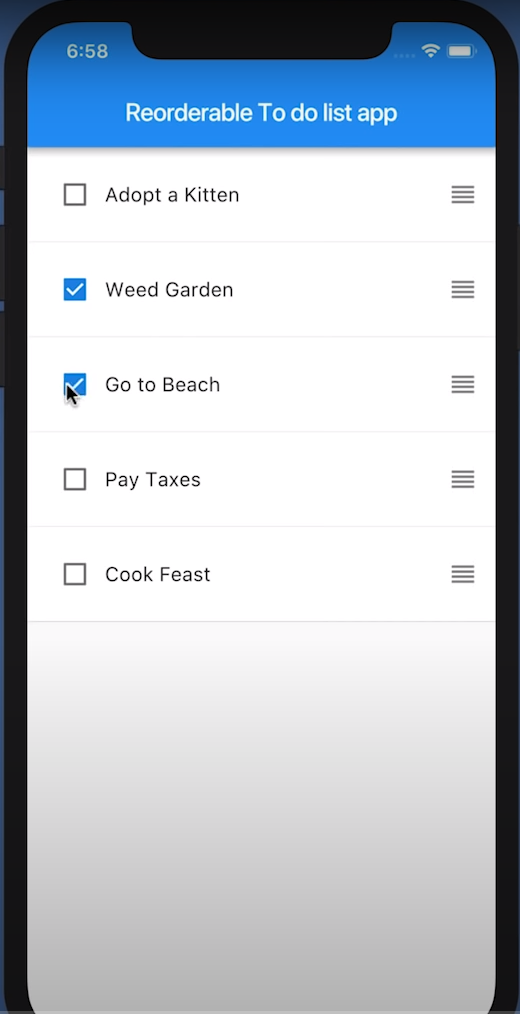 6:58
Reorderable To do list app
Adopt a Kitten
Weed Garden
Go to Beach
Pay Taxes
Cook Feast